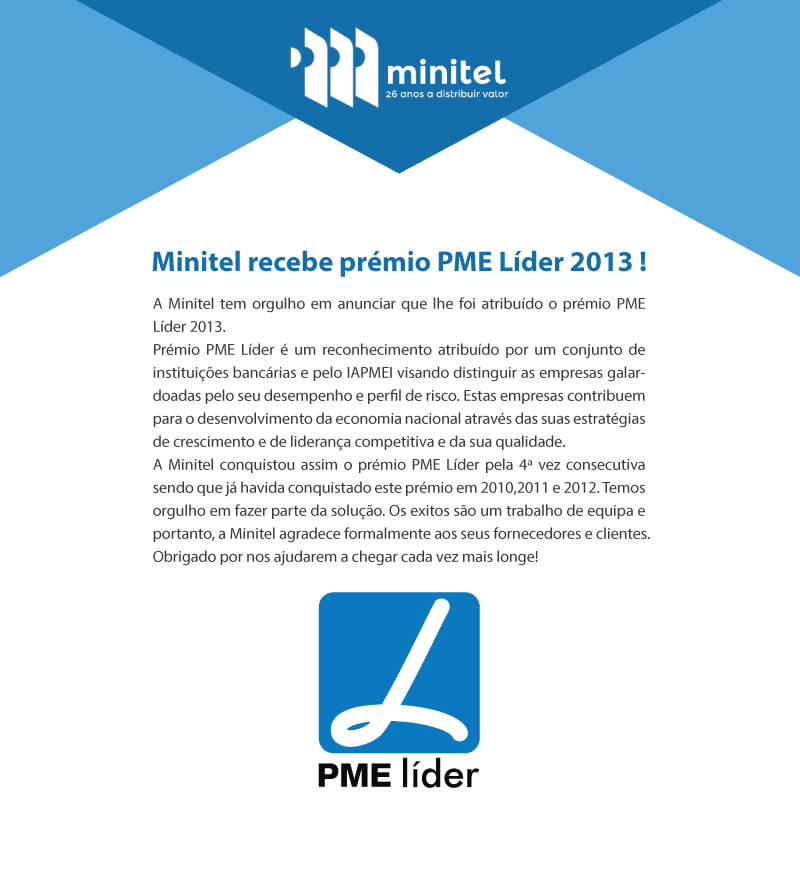 minitel
26 anos a distribuir valor
Minitel recebe prémio PME Líder 2013 !
A Minitel tem orgulho em anunciar que lhe foi atribuído o prémio PME
Líder 2013.
Prémio PME Líder é um reconhecimento atribuído por um conjunto de
instituições bancárias e pelo IAPMEI visando distinguir as empresas galar-
doadas pelo seu desempenho e perfil de risco. Estas empresas contribuem
para o desenvolvimento da economia nacional através das suas estratégias
de crescimento e de liderança competitiva e da sua qualidade.
A Minitel conquistou assim o prémio PME Líder pela 4ª vez consecutiva
sendo que já havida conquistado este prémio em 2010,2011 e 2012. Temos
orgulho em fazer parte da solução. Os exitos são um trabalho de equipa e
portanto, a Minitel agradece formalmente aos seus fornecedores e clientes.
Obrigado por nos ajudarem a chegar cada vez mais longe!
PME líder